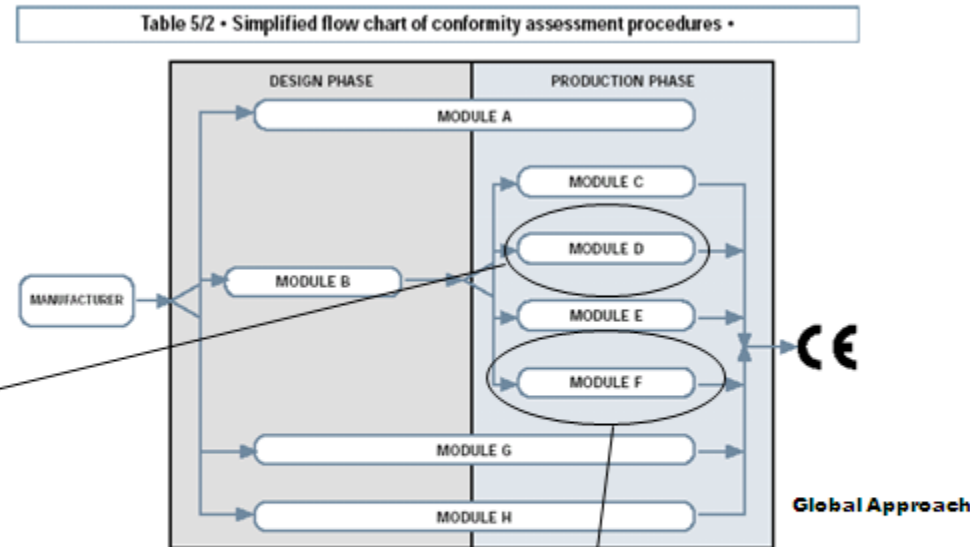 Table 5/2 • Simplified flow chart of conformity assessment procedures •
DESIGN PHASE
PRODUCTION PHASE
MODULE A
MODULE C
MODULE D
MANUFACTURER
MODULE B
MODULE E
CE
MODULE F
MODULE G
Global Approach
MODULE H